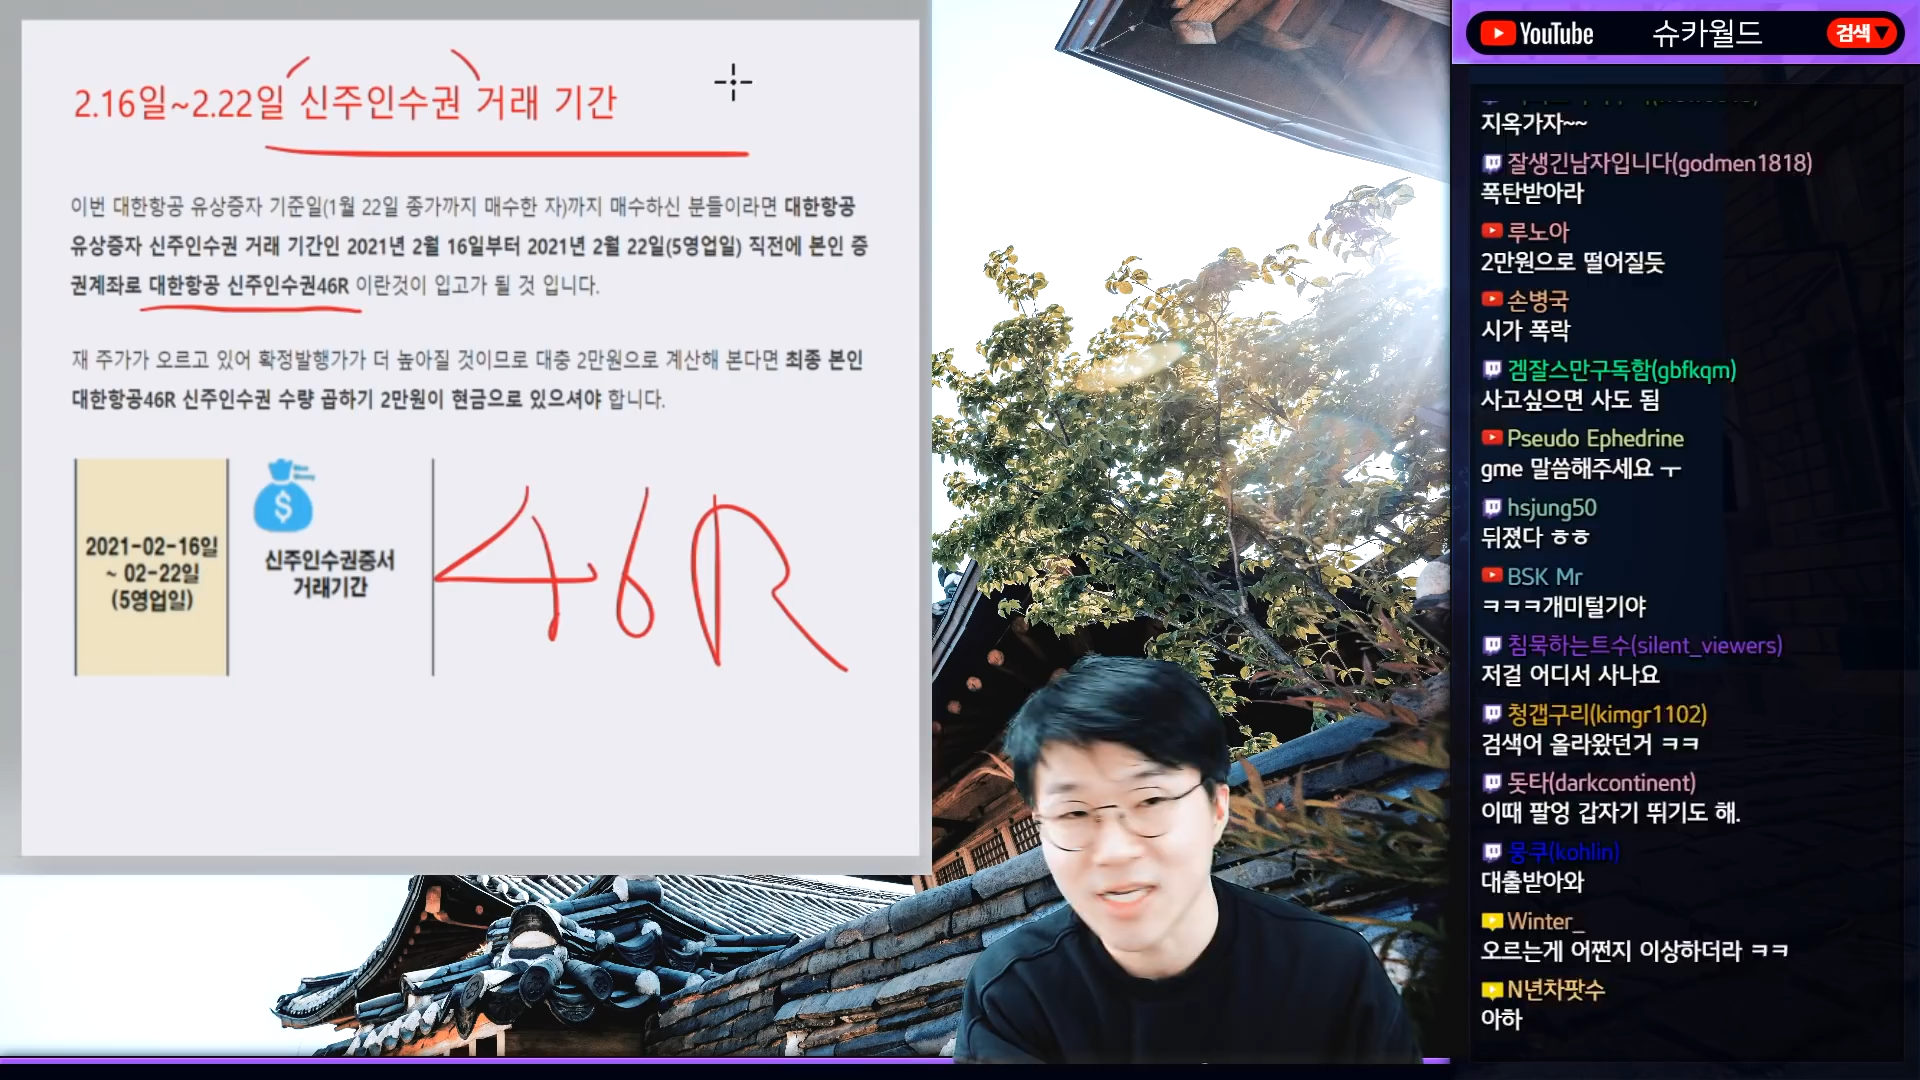 2.16일~2.22일 신주인수권 거래 기간
이번 대한항공 유상증자 기준일(1월 22일 종가까지 매수한 자)까지 매수하신 분들이라면 대한항공
유상증자 신주인수권 거래 기간인 2021년 2월 16일부터 2021년 2월 22일(5영업일) 직전에 본인 증
권계좌로 대한항공 신주인수권46R 이란것이 입고가 될 것 입니다.
재 주가가 오르고 있어 확정발행가가 더 높아질 것이므로 대충 2만원으로 계산해 본다면 최종 본인
대한항공46R 신주인수권 수량 곱하기 2만원이 현금으로 있으셔야 합니다.
2021-02-16일
~ 02-22일
(5영업일)
$
신주인수권증서
거래기간
46R
YouTube 슈카월드 검색▼
지옥가자~~
잘생긴남자입니다(godmen1818)
폭탄받아라
루노아
2만원으로 떨어질듯
손병국
시가 폭락
겜잘스만구독함(gbfkqm)
사고싶으면 사도 됨
Pseudo Ephedrine
gme 말씀해주세요 ㅜ
hsjung50
뒤졌다 ㅎㅎ
BSK Mr
ㅋㅋㅋ개미털기야
침묵하는트수(silent_viewers)
저걸 어디서 사나요
청갭구리(kimgr1102)
검색어 올라왔던거 ㅋㅋ
돗타(darkcontinent)
이때 팔엉 갑자기 뛰기도 해.
뭉쿠(kohlin)
대출받아와
Winter_
오르는게 어쩐지 이상하더라 ㅋㅋ
N년차팟수
아하